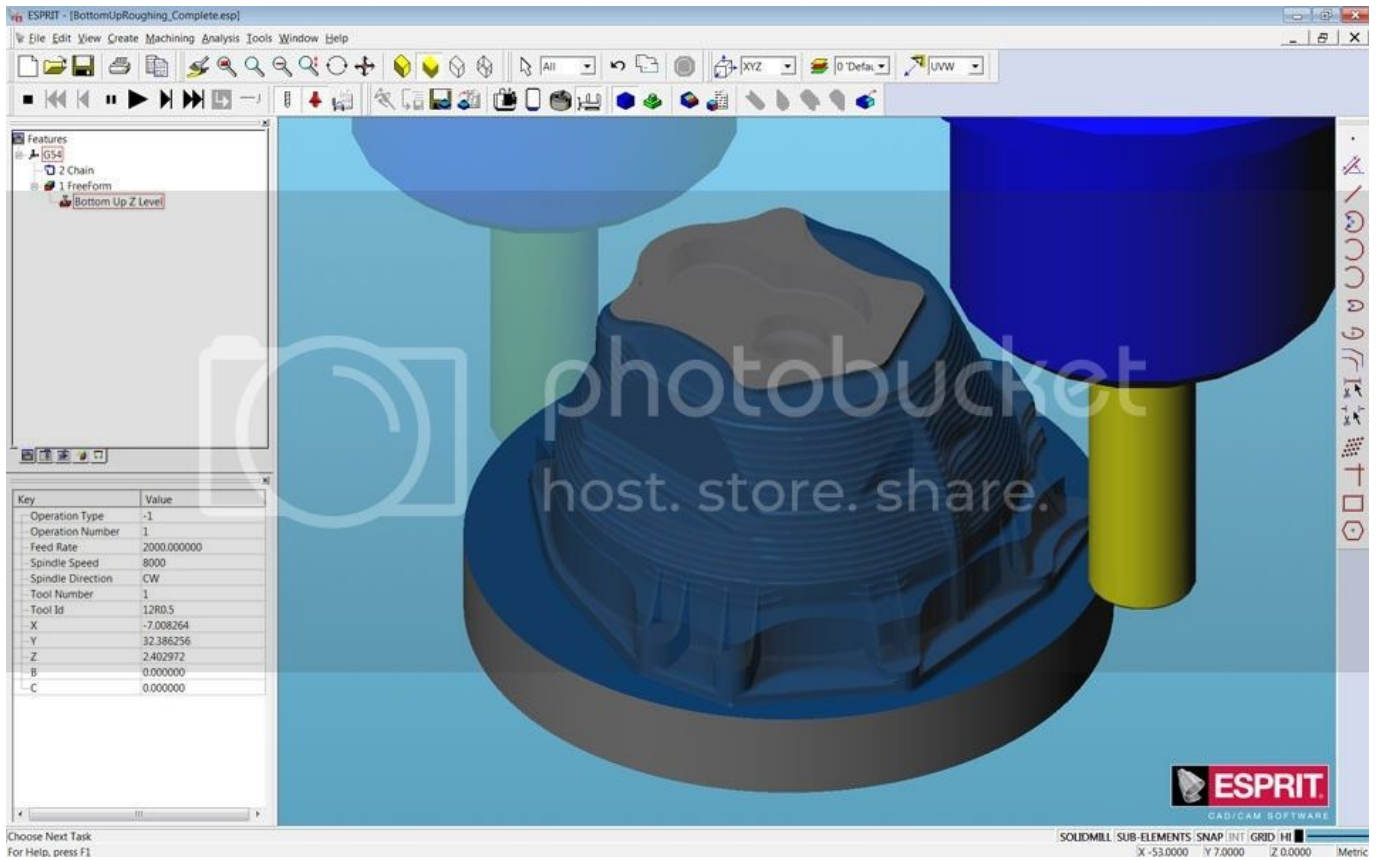 ESPRIT - [BottomUpRoughing_Complete.esp]
File Edit View Create Machining Analysis Tools Window Help
All XYZ 0 'Defau UVW
Features
G54
2 Chain
1 FreeForm
Bottom Up Z Level
photobucket
host. store. share.
Key Value
Operation Type -1
Operation Number 1
Feed Rate 2000.000000
Spindle Speed 8000
Spindle Direction CW
Tool Number 1
Tool Id 12R0.5
X -7.008264
Y 32.386256
Z 2.402972
B 0.000000
C 0.000000
ESPRIT
CAD/CAM SOFTWARE
Choose Next Task
SOLIDMILL SUB-ELEMENTS SNAP INT GRID HI
For Help, press F1
X -53.0000 Y 7.0000 Z 0.0000 Metric